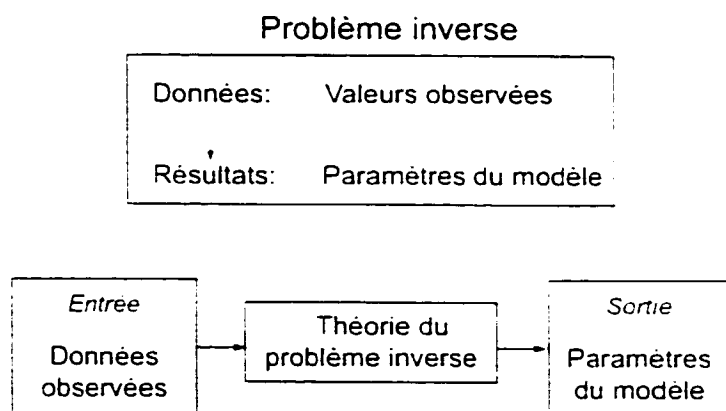 Problème inverse
Données: Valeurs observées
Résultats: Paramètres du modèle
Entrée
Données
observées
Théorie du
problème inverse
Sortie
Paramètres
du modèle